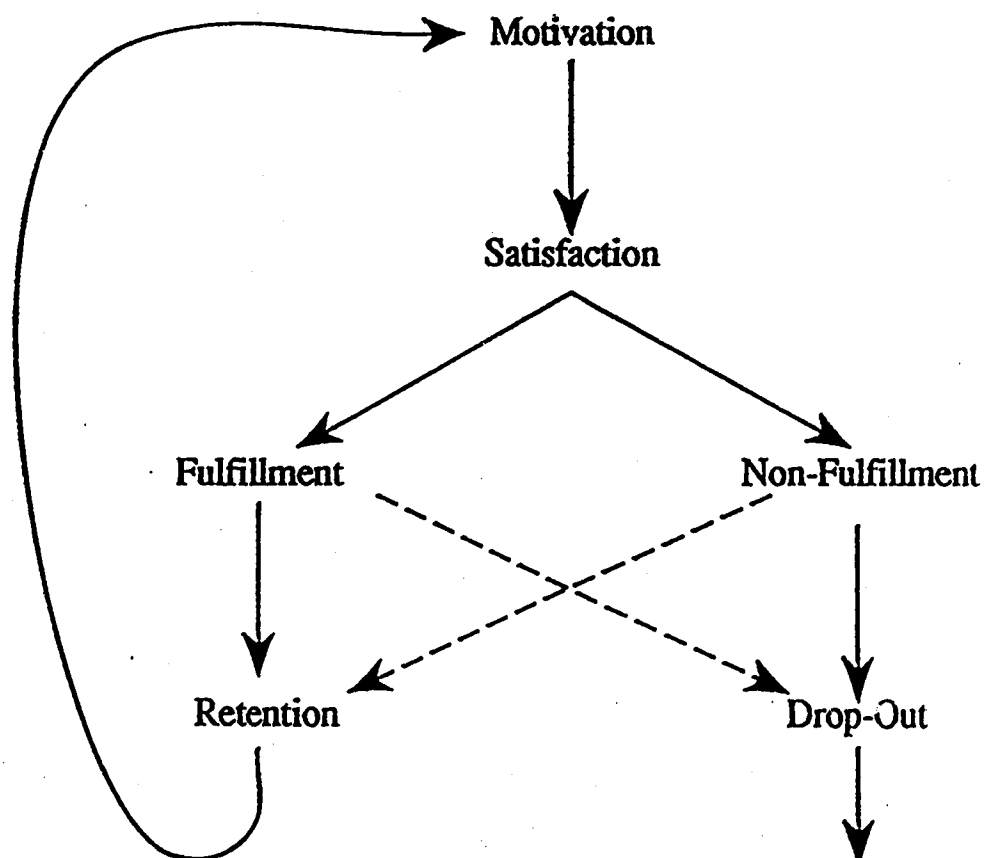 Motivation
Satisfaction
Fulfillment
Non-Fulfillment
Retention
Drop-Out